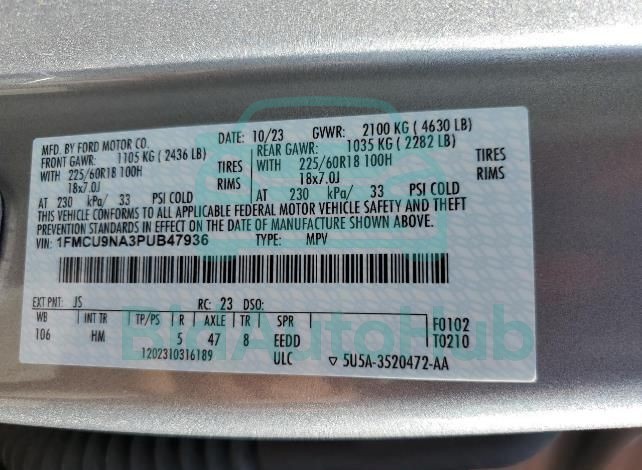 MFD. BY FORD MOTOR CO. DATE: 10/23 GVWR: 2100 KG ( 4630 LB)
FRONT GAWR: 1105 KG ( 2436 LB) REAR GAWR: 1035 KG ( 2282 LB)
WITH 225/60R18 100H TIRES WITH 225/60R18 100H TIRES
18x7.0J RIMS 18x7.0J RIMS
AT 230 kPa/ 33 PSI COLD AT 230 kPa/ 33 PSI COLD
THIS VEHICLE CONFORMS TO ALL APPLICABLE FEDERAL MOTOR VEHICLE SAFETY AND THEFT
PREVENTION STANDARDS IN EFFECT ON THE DATE OF MANUFACTURE SHOWN ABOVE.
VIN: 1FMCU9NA3PUB47936 TYPE: MPV
EXT PNT: JS RC: 23 DSO:
WB INT TR TP/PS R AXLE TR SPR F0102
106 HM 5 47 8 EEDD T0210
1202310316189 ULC ▽ 5U5A-3520472-AA
BidAutoHub